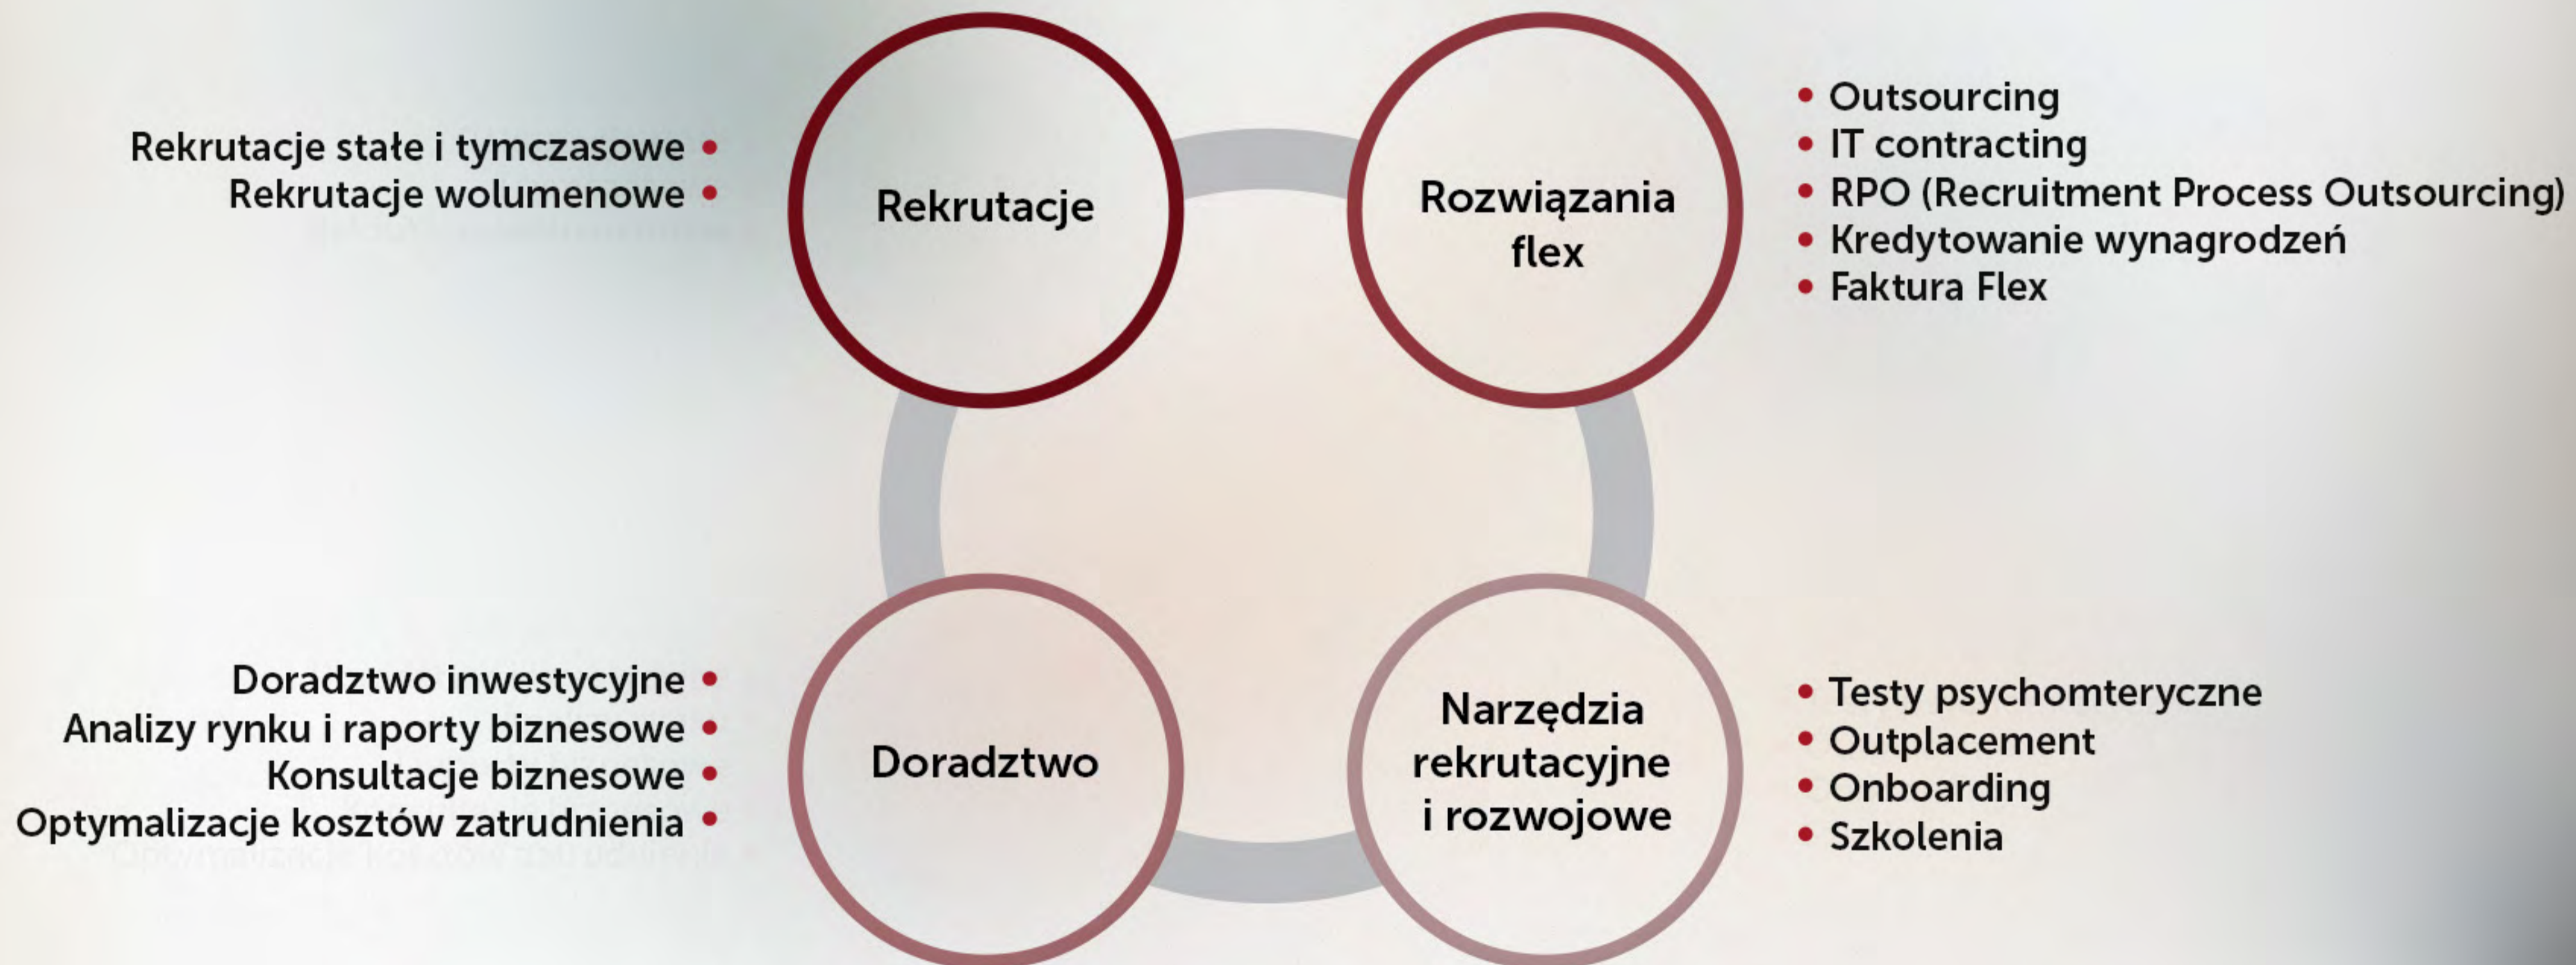 Rekrutacje stałe i tymczasowe
Rekrutacje wolumenowe
Rekrutacje
Rozwiązania
flex
Outsourcing
IT contracting
RPO (Recruitment Process Outsourcing)
Kredytowanie wynagrodzeń
Faktura Flex
Doradztwo inwestycyjne
Analizy rynku i raporty biznesowe
Konsultacje biznesowe
Optymalizacje kosztów zatrudnienia
Doradztwo
Narzędzia
rekrutacyjne
i rozwojowe
Testy psychomteryczne
Outplacement
Onboarding
Szkolenia